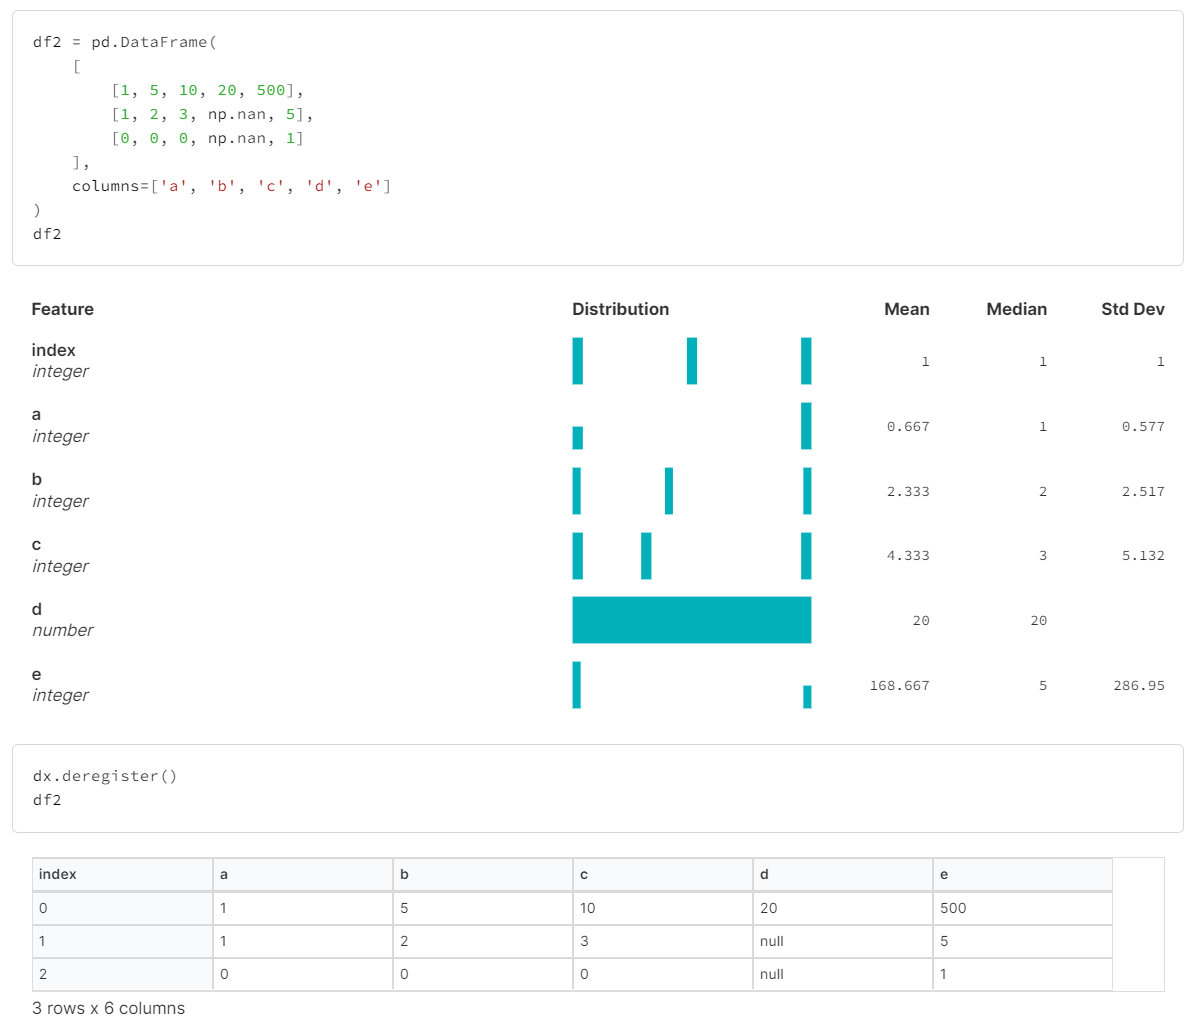 df2 = pd.DataFrame(
    [
        [1, 5, 10, 20, 500],
        [1, 2, 3, np.nan, 5],
        [0, 0, 0, np.nan, 1]
    ],
    columns=['a', 'b', 'c', 'd', 'e']
)
df2
Feature Distribution Mean Median Std Dev
index
integer 1 1 1
a
integer 0.667 1 0.577
b
integer 2.333 2 2.517
c
integer 4.333 3 5.132
d
number 20 20
e
integer 168.667 5 286.95
dx.deregister()
df2
index a b c d e
0 1 5 10 20 500
1 1 2 3 null 5
2 0 0 0 null 1
3 rows x 6 columns